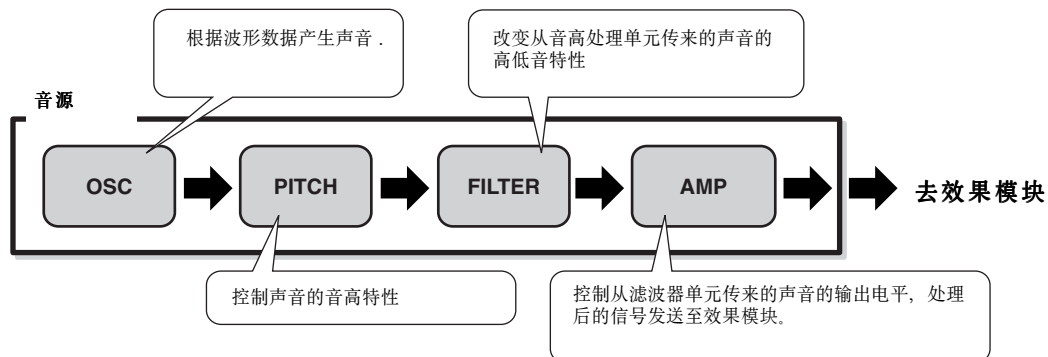 根据波形数据产生声音 .
改变从音高处理单元传来的声音的
高低音特性
音源
OSC
PITCH
FILTER
AMP
去效果模块
控制声音的音高特性
控制从滤波器单元传来的声音的输出电平，处理
后的信号发送至效果模块。